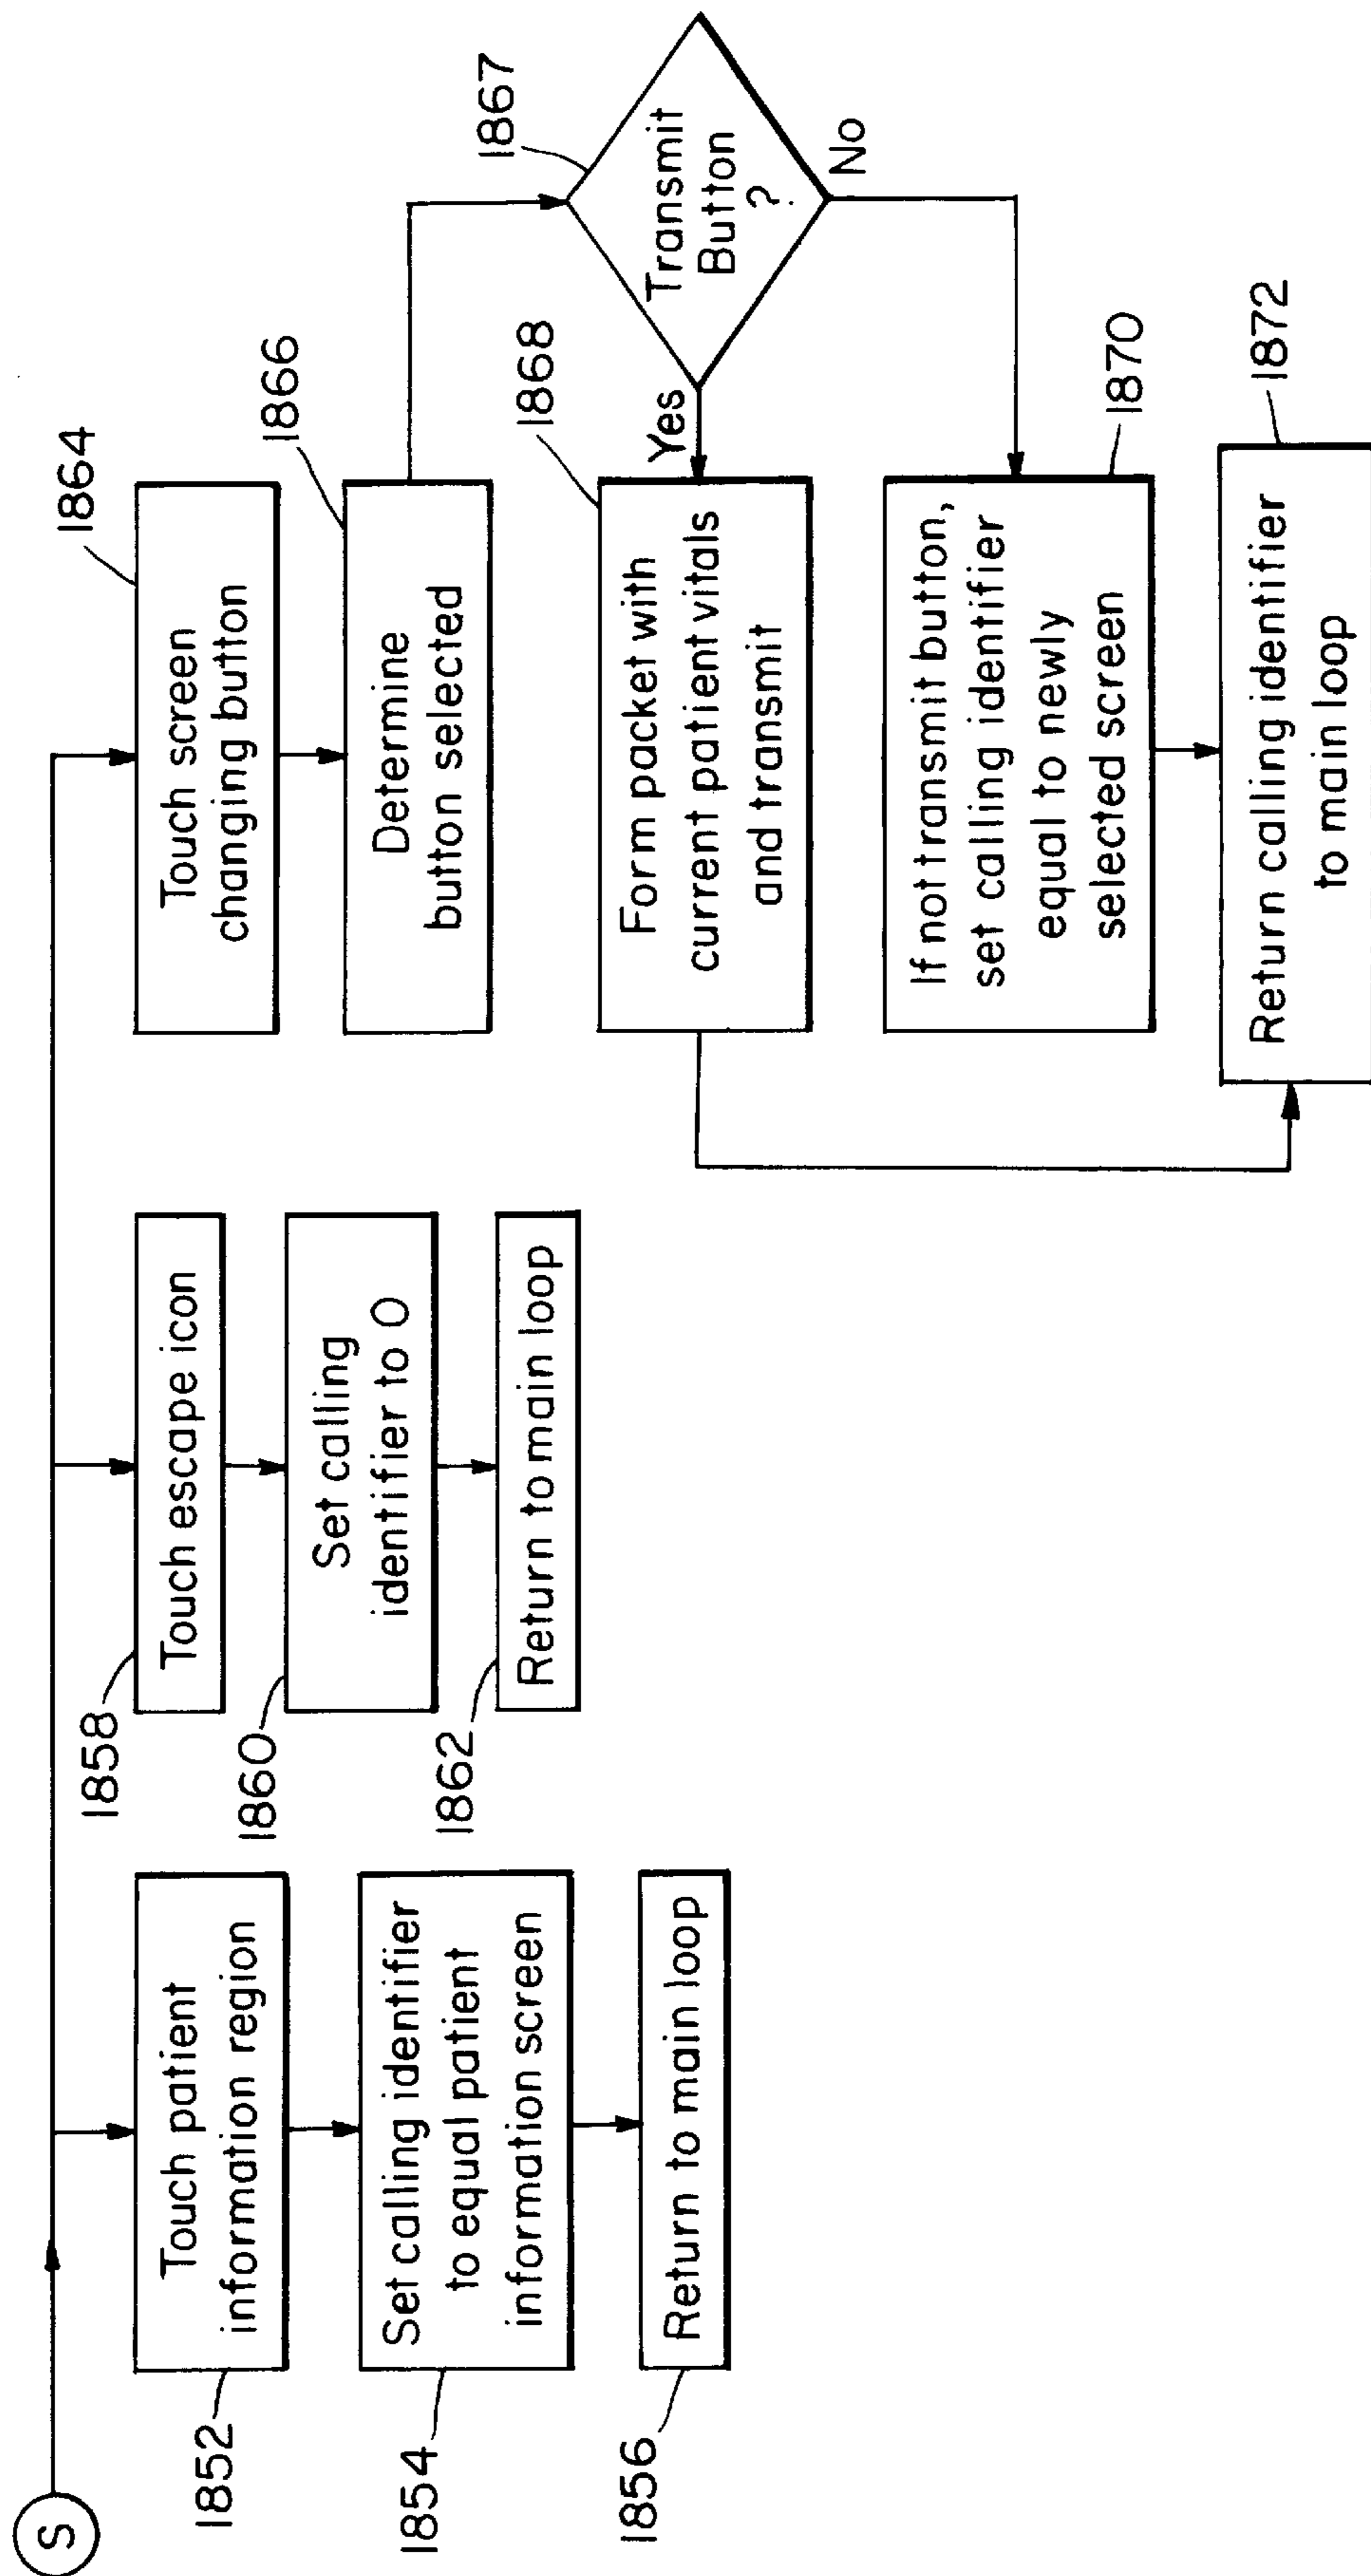 S
1852
Touch patient
information region
1854
Set calling identifier
to equal patient
information screen
1856
Return to main loop
1858
Touch escape icon
1860
Set calling
identifier to 0
1862
Return to main loop
1864
Touch screen
changing button
1866
Determine
button selected
1867
Transmit
Button
?
Yes
No
1868
Form packet with
current patient vitals
and transmit
1870
If not transmit button,
set calling identifier
equal to newly
selected screen
1872
Return calling identifier
to main loop